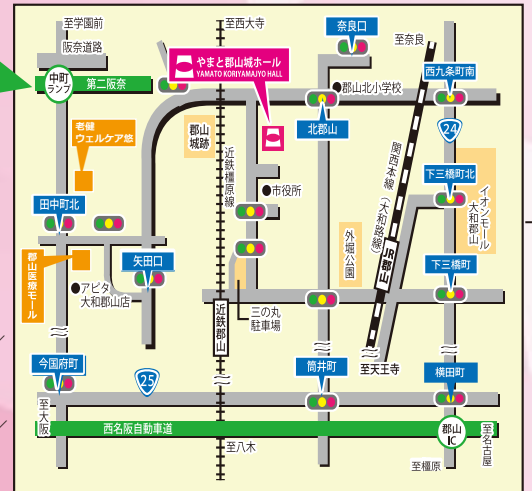 至学園前
阪奈道路
至西大寺
奈良口
至奈良
中町
ランプ
第二阪奈
やまと郡山城ホール
YAMATO KORIYAMAJYO HALL
郡山北小学校
西九条町南
老健
ウェルケア悠
郡山
城跡
北郡山
24
近鉄橿原線
関西本線
(大和路線)
市役所
下三橋町北
イオンモール
大和郡山
田中町北
外堀
公園
JR郡山
郡山
医療モール
矢田口
下三橋町
アピタ
大和郡山店
近鉄郡山
三の丸
駐車場
今国府町
25
筒井町
至天王寺
横田町
至大阪
西名阪自動車道
郡山
IC
至名古屋
至八木
至橿原